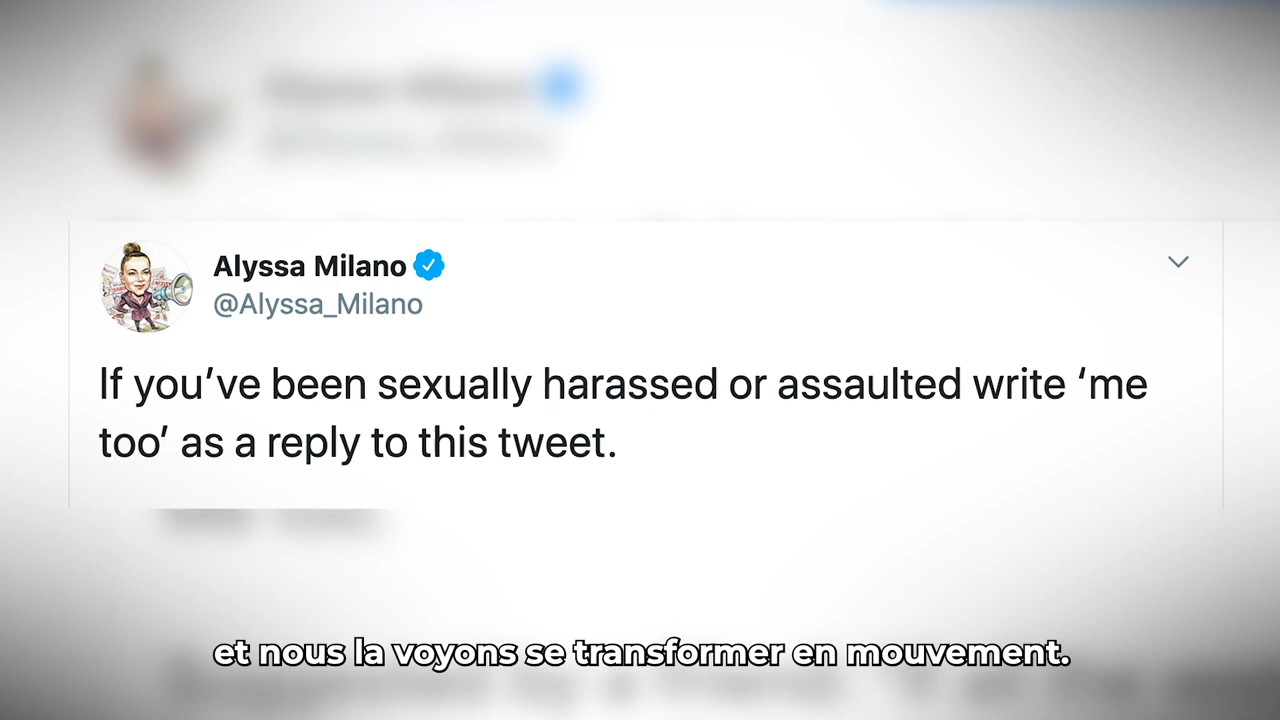 Alyssa Milano
@Alyssa_Milano
If you’ve been sexually harassed or assaulted write ‘me
too’ as a reply to this tweet.
et nous la voyons se transformer en mouvement.